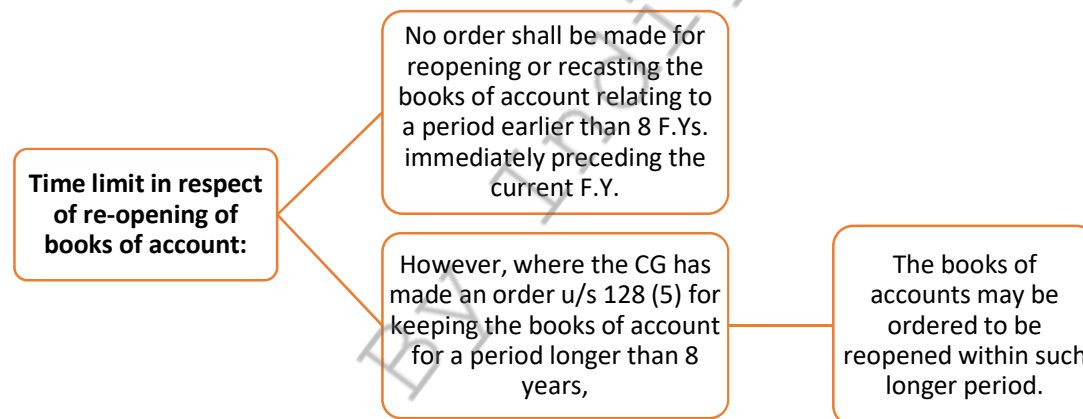 No order shall be made for
reopening or recasting the
books of account relating to
a period earlier than 8 F.Ys.
immediately preceding the
current F.Y.
Time limit in respect
of re-opening of
books of account:
However, where the CG has
made an order u/s 128 (5) for
keeping the books of account
for a period longer than 8
years,
The books of
accounts may be
ordered to be
reopened within such
longer period.
By